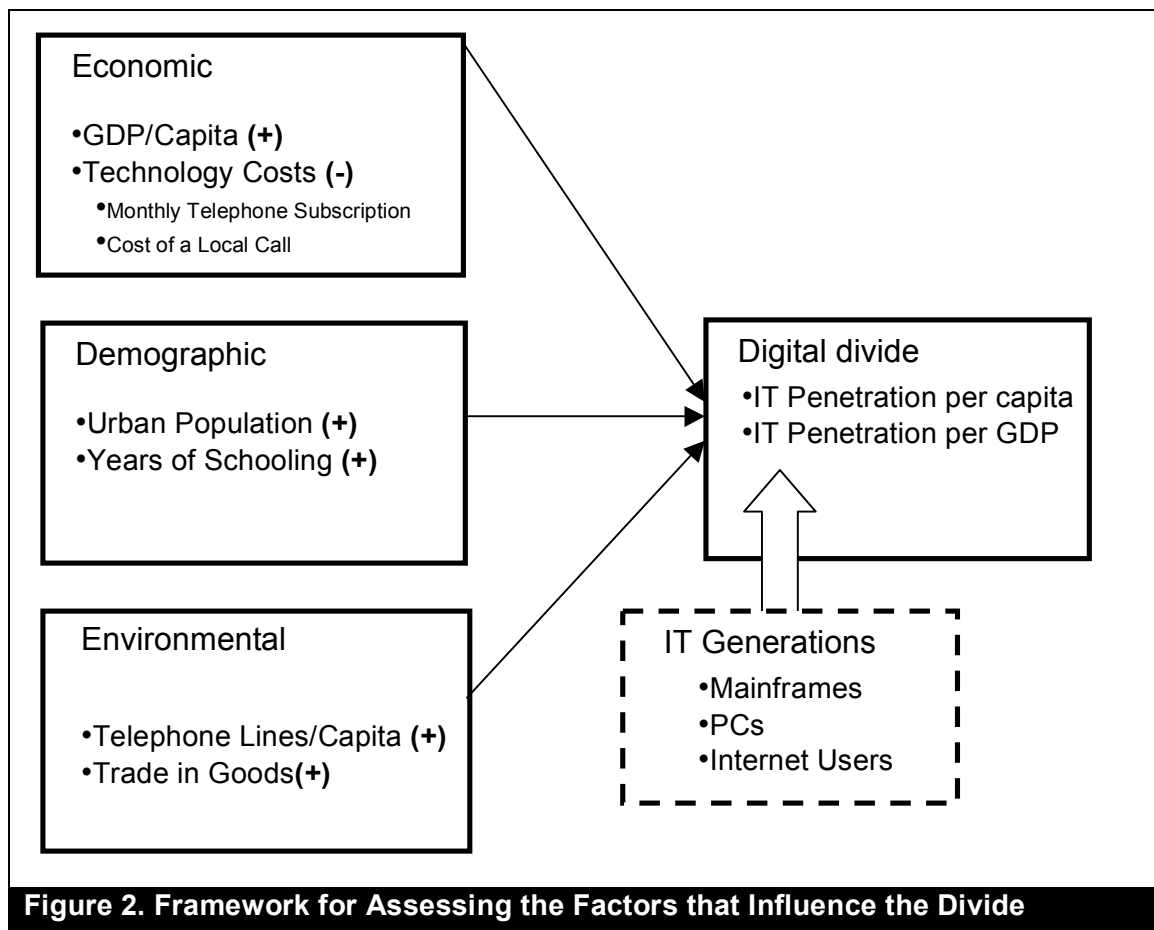 Economic
•GDP/Capita (+)
•Technology Costs (-)
•Monthly Telephone Subscription
•Cost of a Local Call
Demographic
•Urban Population (+)
•Years of Schooling (+)
Environmental
•Telephone Lines/Capita (+)
•Trade in Goods(+)
Digital divide
•IT Penetration per capita
•IT Penetration per GDP
IT Generations
•Mainframes
•PCs
•Internet Users
Figure 2. Framework for Assessing the Factors that Influence the Divide